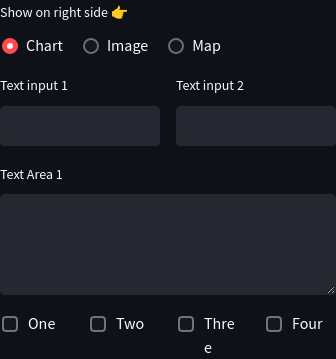 Show on right side 👉
Chart Image Map
Text input 1 Text input 2
Text Area 1
One Two Thre Four
e